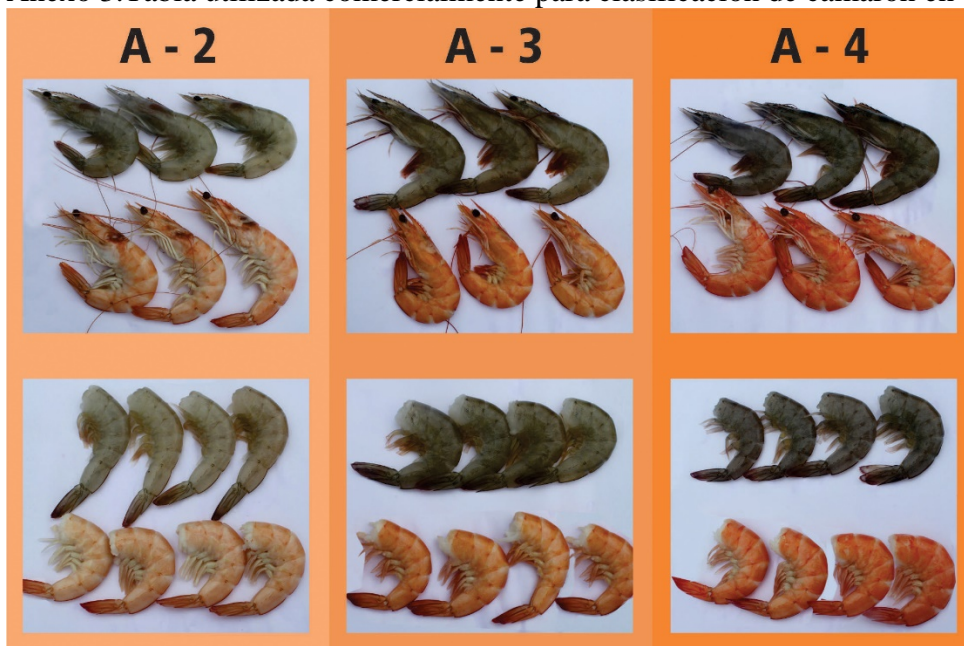 Anexo 3.Tabla utilizada comercialmente para clasificación de camarón en
A - 2
A - 3
A - 4